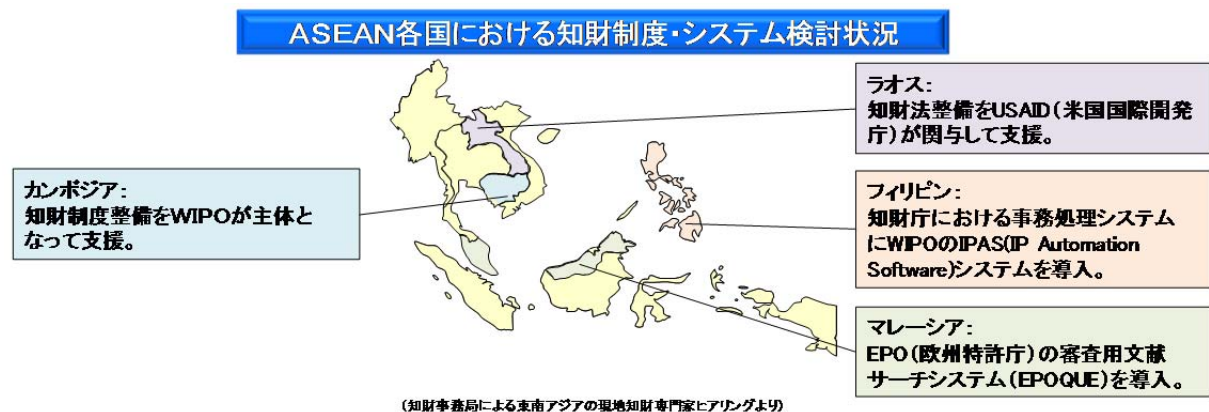 ASEAN各国における知財制度・システム検討状況
ラオス：
知財法整備をUSAID（米国国際開発
庁）が関与して支援。
カンボジア：
知財制度整備をWIPOが主体と
なって支援。
フィリピン：
知財庁における事務処理システム
にWIPOのIPAS(IP Automation
Software)システムを導入。
マレーシア：
EPO（欧州特許庁）の審査用文献
サーチシステム（EPOQUE）を導入。
（知財事務局による東南アジアの現地知財専門家ヒアリングより）